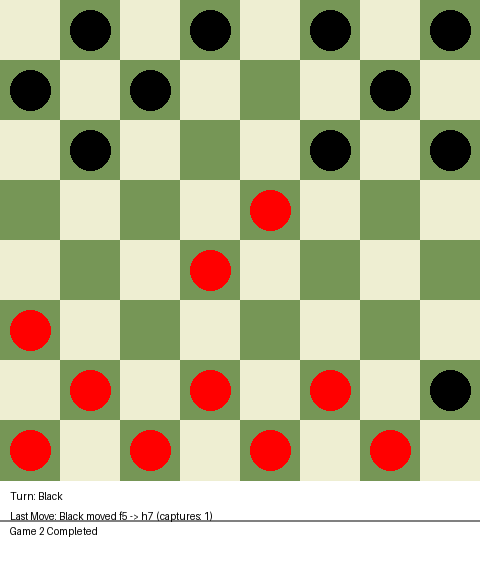 Turn: Black
Last Move: Black moved f5 -> h7 (captures: 1)
Game 2 Completed